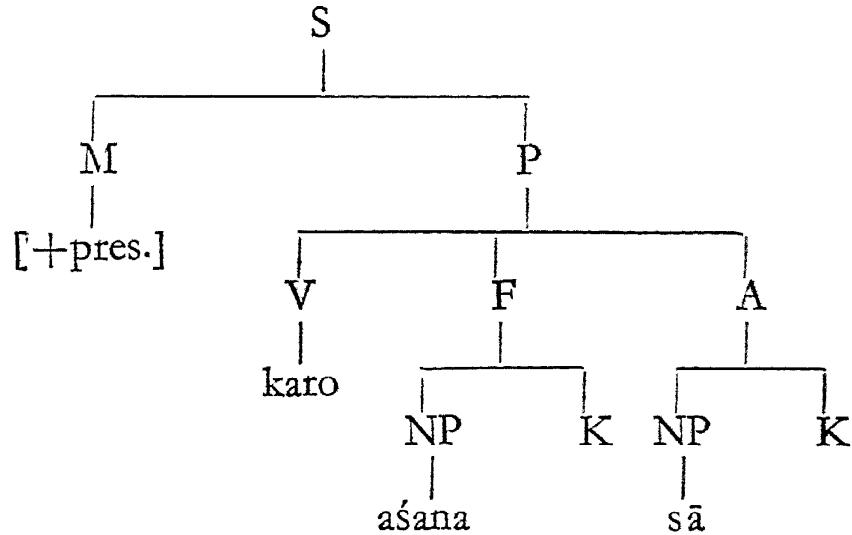 S
M P
[+pres.]
V F A
karo
NP K NP K
aśana sā